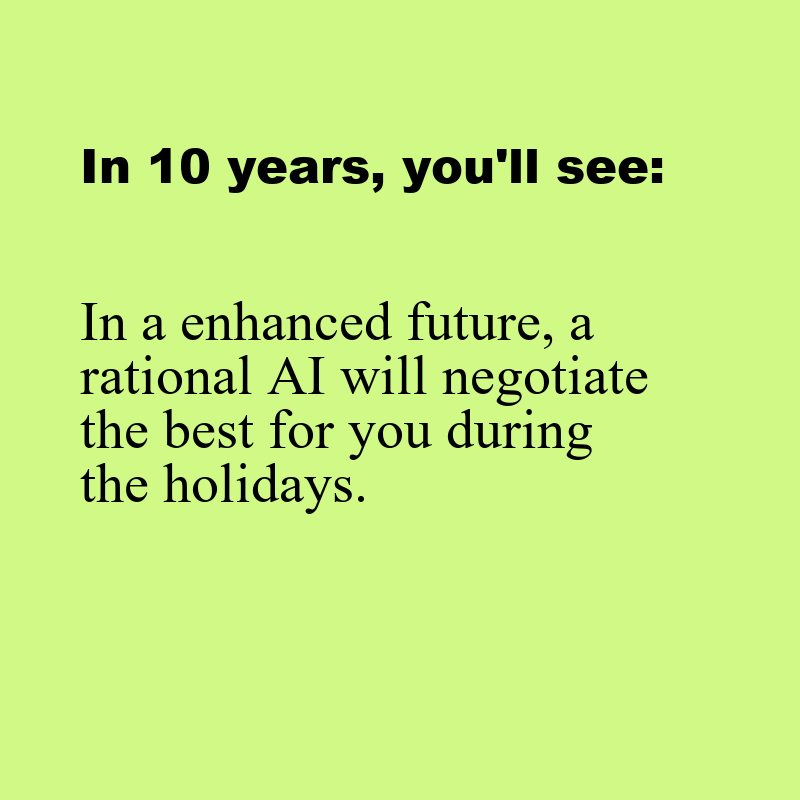 In 10 years, you'll see:
In a enhanced future, a
rational AI will negotiate
the best for you during
the holidays.